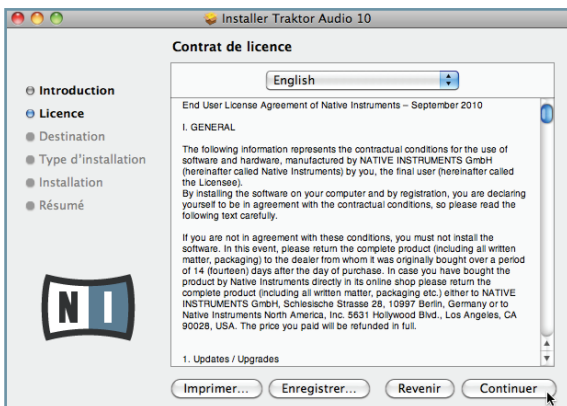 Installer Traktor Audio 10
Contrat de licence
Introduction
Licence
Destination
Type d'installation
Installation
Résumé
NI
English
End User License Agreement of Native Instruments – September 2010
I. GENERAL
The following information represents the contractual conditions for the use of
software and hardware, manufactured by NATIVE INSTRUMENTS GmbH
(hereinafter called Native Instruments) by you, the final user (hereinafter called
the Licensee).
By installing the software on your computer and by registration, you are declaring
yourself to be in agreement with the contractual conditions, so please read the
following text carefully.
If you are not in agreement with these conditions, you must not install the
software. In this event, please return the complete product (including all written
matter, packaging) to the dealer from whom it was originally bought over a period
of 14 (fourteen) days after the day of purchase. In case you have bought the
product by Native Instruments directly in its online shop please return the
complete product (including all written matter, packaging etc.) either to NATIVE
INSTRUMENTS GmbH, Schlesische Strasse 28, 10997 Berlin, Germany or to
Native Instruments North America, Inc. 5631 Hollywood Blvd., Los Angeles, CA
90028, USA. The price you paid will be refunded in full.
1. Updates / Upgrades
Imprimer... Enregistrer... Revenir Continuer